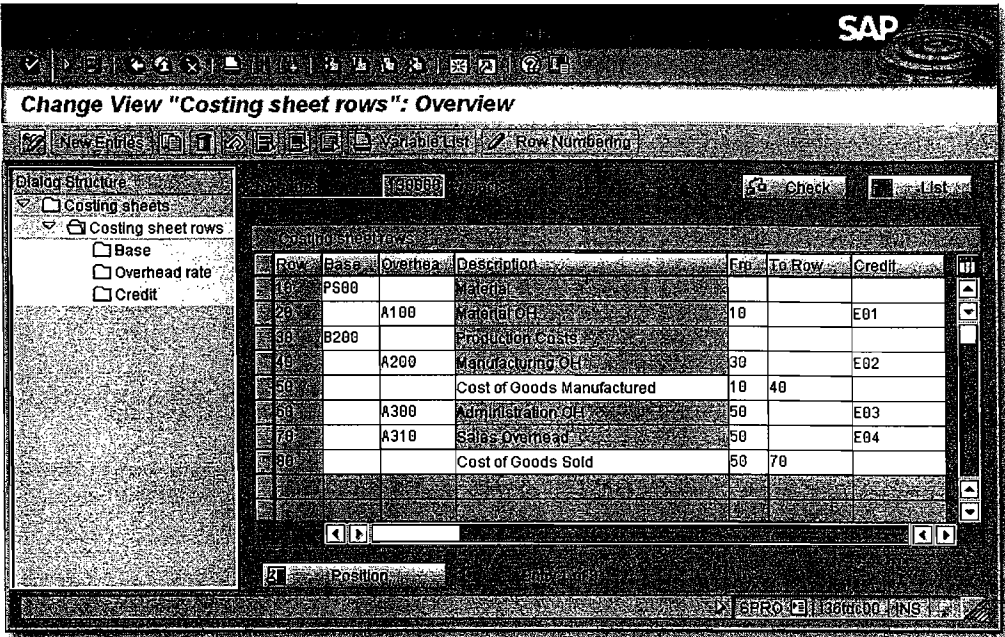 SAP
Change View "Costing sheet rows": Overview
New Entries Variable List Row Numbering
Dialog Structure
Costing sheets
Costing sheet rows
Base
Overhead rate
Credit
Check List
Costing sheet rows
Row Base Overhea Description Fro To Row Credit
10 PS00 Material
20 A100 Material OH 10 E01
30 B200 Production Costs
40 A200 Manufacturing OH 30 E02
50 Cost of Goods Manufactured 10 40
60 A300 Administration OH 50 E03
70 A310 Sales Overhead 50 E04
Cost of Goods Sold 50 70
Position
SPRO INS